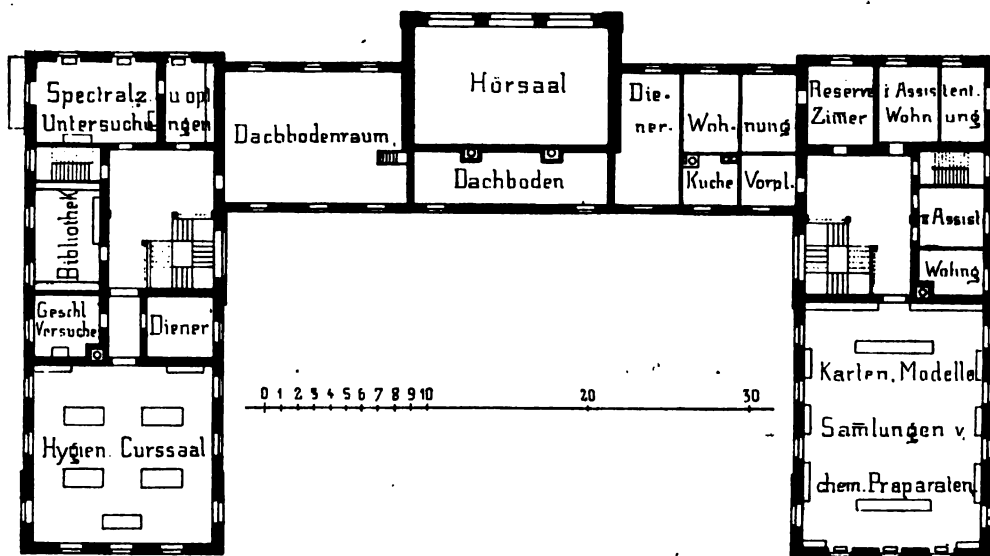 Hörsaal
Spectralz. u. opt.
Untersuchungen
Dachbodenraum,
Dachboden
Die-
ner-
Woh-
nung
Küche
Vorpl.
Reserve
Zimer
i Assistent.
Wohnung
Bibliothek
Geschl
Versuche
Diener
Hygien. Curssaal
Assist
Wohng
Karten, Modelle
Samlungen v.
chem. Präparaten.
0 1 2 3 4 5 6 7 8 9 10 20 30